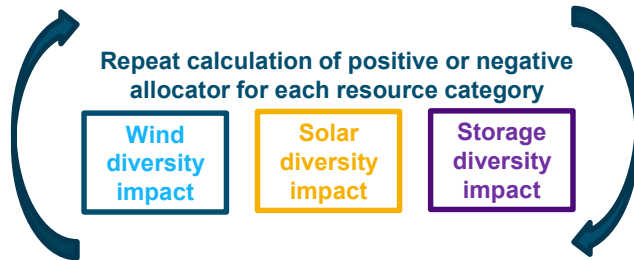 Repeat calculation of positive or negative
allocator for each resource category
Wind
diversity
impact
Solar
diversity
impact
Storage
diversity
impact